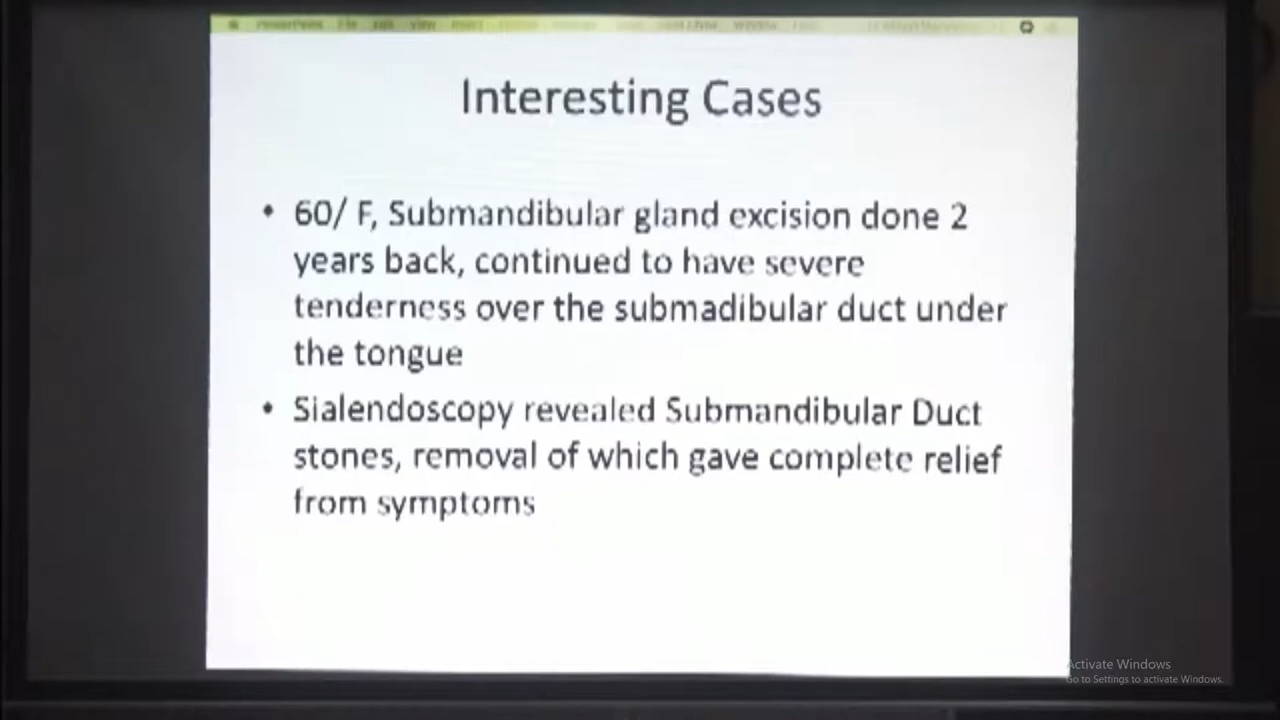 Interesting Cases
• 60/ F, Submandibular gland excision done 2
years back, continued to have severe
tenderness over the submadibular duct under
the tongue
• Sialendoscopy revealed Submandibular Duct
stones, removal of which gave complete relief
from symptoms
Activate Windows
Go to Settings to activate Windows.